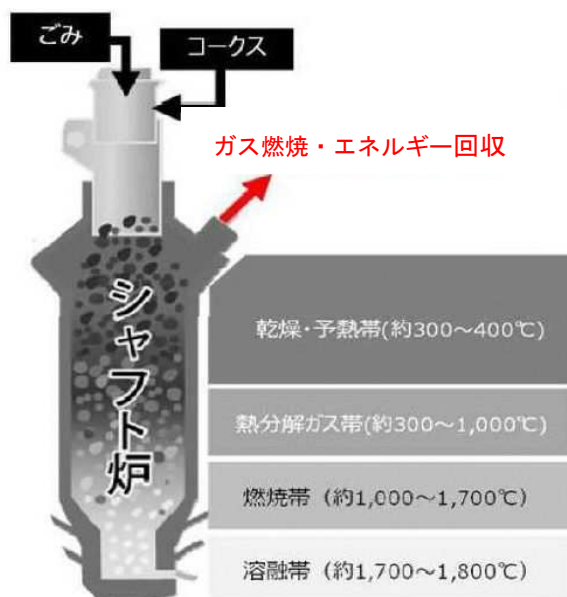 ごみ
コークス
ガス燃焼・エネルギー回収
シャフト炉
乾燥・予熱帯(約300～400℃)
熱分解ガス帯(約300～1,000℃)
燃焼帯（約1,000～1,700℃）
溶融帯（約1,700～1,800℃）